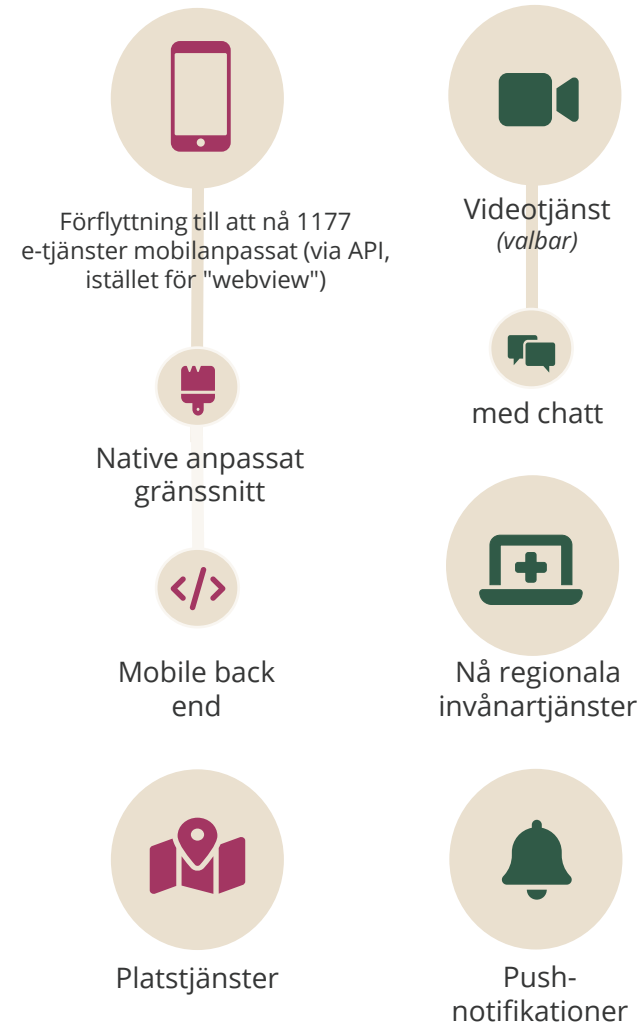 Förflyttning till att nå 1177
e-tjänster mobilanpassat (via API,
istället för "webview")
Native anpassat
gränssnitt
Mobile back
end
Platstjänster
Videotjänst
(valbar)
med chatt
Nå regionala
invånartjänster
Push-
notifikationer